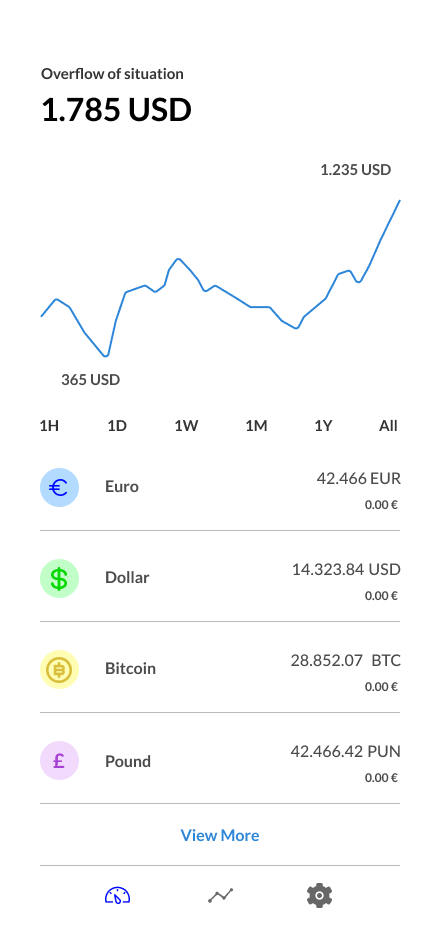 Overflow of situation
1.785 USD
1.235 USD
365 USD
1H 1D 1W 1M 1Y All
Euro 42.466 EUR
0.00 €
Dollar 14.323.84 USD
0.00 €
Bitcoin 28.852.07 BTC
0.00 €
Pound 42.466.42 PUN
0.00 €
View More